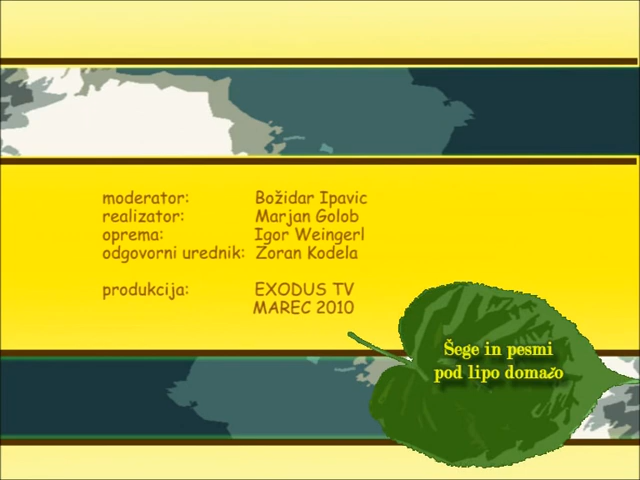 moderator: Božidar Ipavic
realizator: Marjan Golob
oprema: Igor Weingerl
odgovorni urednik: Zoran Kodela
produkcija: EXODUS TV
MAREC 2010
Šege in pesmi
pod lipo domačo